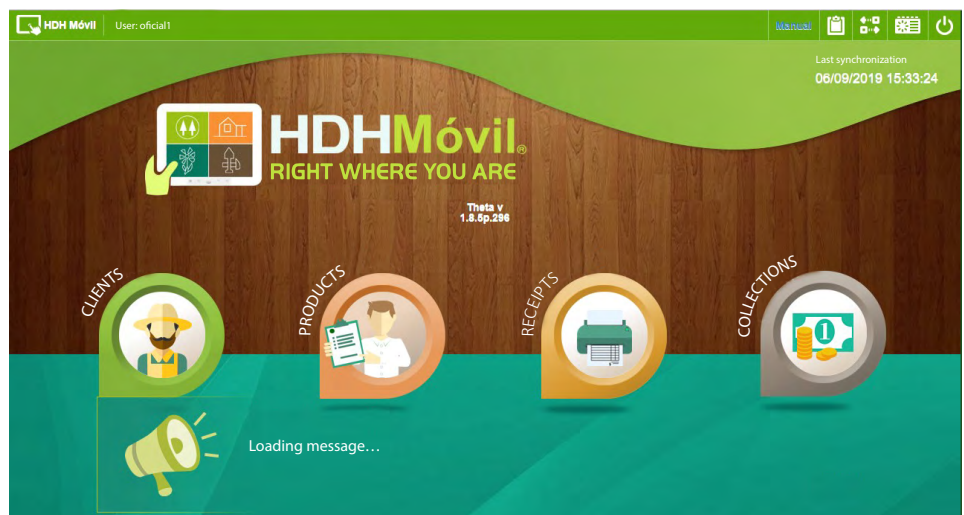 HDH Móvil
User: oficial1
Manual
Last synchronization
06/09/2019 15:33:24
HDHMóvil®
RIGHT WHERE YOU ARE
Theta v
1.8.5p.296
CLIENTS
PRODUCTS
RECEIPTS
COLLECTIONS
1
Loading message...